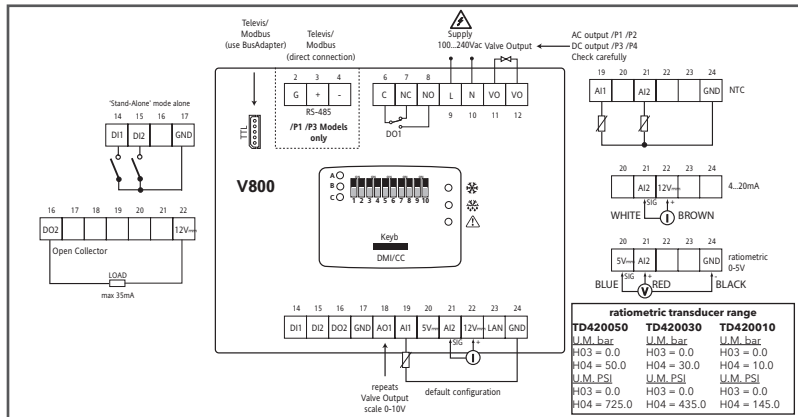 Televis/
Modbus
(use BusAdapter)
Televis/
Modbus
(direct connection)
Supply
100...240Vac
Valve Output
AC output /P1 /P2
DC output /P3 /P4
Check carefully
2 3 4
G + -
RS-485
/P1 /P3 Models
only
TTL
6 7 8
C NC NO L N VO VO
9 10 11 12
DO1
19 20 21 22 23 24
AI1 AI2 GND
NTC
'Stand-Alone' mode alone
14 15 16 17
DI1 DI2 GND
V800
A
B
C
1 2 3 4 5 6 7 8 9 10
Keyb
DMI/CC
20 21 22 23 24
AI2 12V
4...20mA
SIG +
WHITE I BROWN
16 17 18 19 20 21 22
DO2 12V
Open Collector
LOAD
max 35mA
20 21 22 23 24
5V AI2 GND
ratiometric
0-5V
SIG + -
BLUE V RED BLACK
14 15 16 17 18 19 20 21 22 23 24
DI1 DI2 DO2 GND AO1 AI1 5V AI2 12V LAN GND
SIG +
I
repeats
Valve Output
scale 0-10V
default configuration
ratiometric transducer range
TD420050 TD420030 TD420010
U.M. bar U.M. bar U.M. bar
H03 = 0.0 H03 = 0.0 H03 = 0.0
H04 = 50.0 H04 = 30.0 H04 = 10.0
U.M. PSI U.M. PSI U.M. PSI
H03 = 0.0 H03 = 0.0 H03 = 0.0
H04 = 725.0 H04 = 435.0 H04 = 145.0